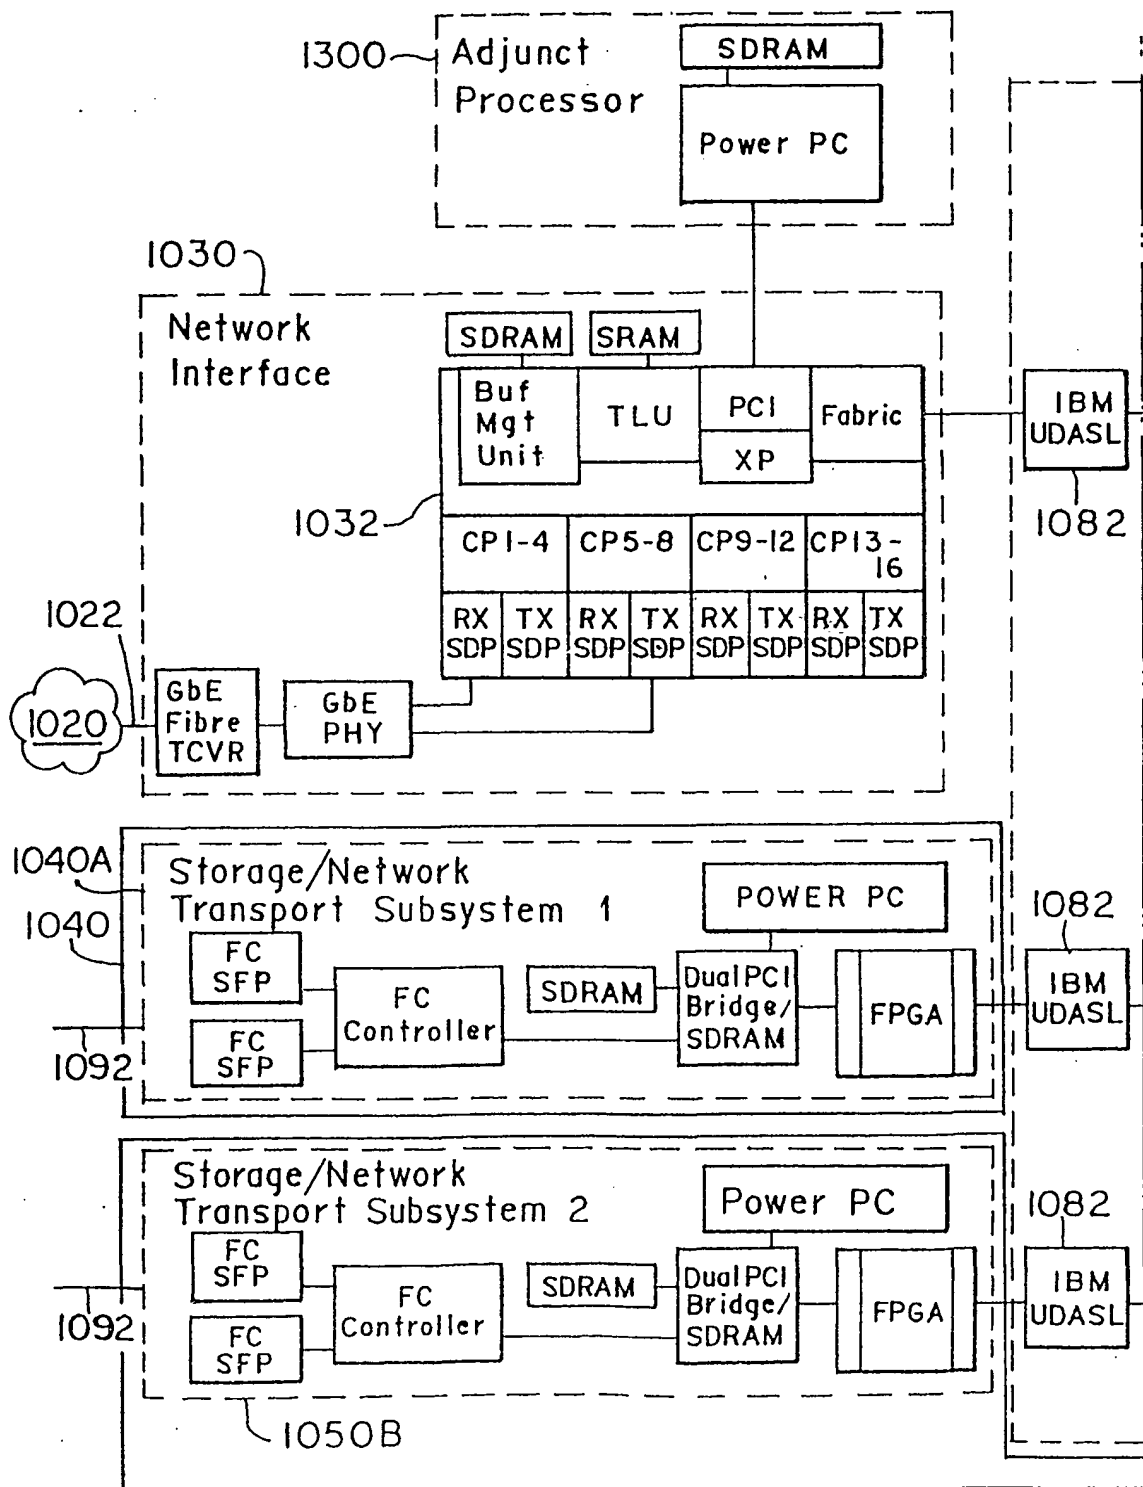 1300
Adjunct
Processor
SDRAM
Power PC
1030
Network
Interface
SDRAM
SRAM
Buf
Mgt
Unit
TLU
PCI
XP
Fabric
IBM
UDASL
1082
1032
CP1-4
CP5-8
CP9-12
CP13-
16
RX
SDP
TX
SDP
RX
SDP
TX
SDP
RX
SDP
TX
SDP
RX
SDP
TX
SDP
1022
1020
GbE
Fibre
TCVR
GbE
PHY
1040A
1040
Storage/Network
Transport Subsystem 1
POWER PC
FC
SFP
FC
SFP
FC
Controller
SDRAM
Dual PCI
Bridge/
SDRAM
FPGA
1082
IBM
UDASL
1092
Storage/Network
Transport Subsystem 2
Power PC
FC
SFP
FC
SFP
FC
Controller
SDRAM
Dual PCI
Bridge/
SDRAM
FPGA
1082
IBM
UDASL
1092
1050B